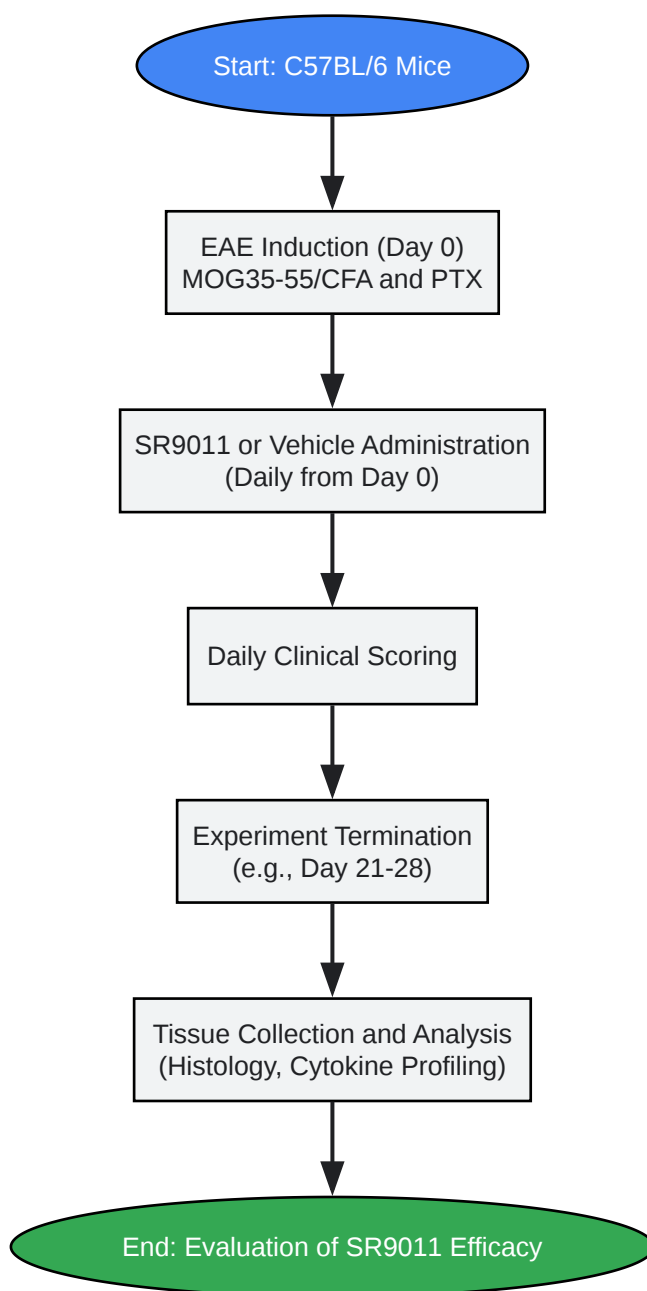 Start: C57BL/6 Mice
EAE Induction (Day 0)
MOG35-55/CFA and PTX
SR9011 or Vehicle Administration
(Daily from Day 0)
Daily Clinical Scoring
Experiment Termination
(e.g., Day 21-28)
Tissue Collection and Analysis
(Histology, Cytokine Profiling)
End: Evaluation of SR9011 Efficacy